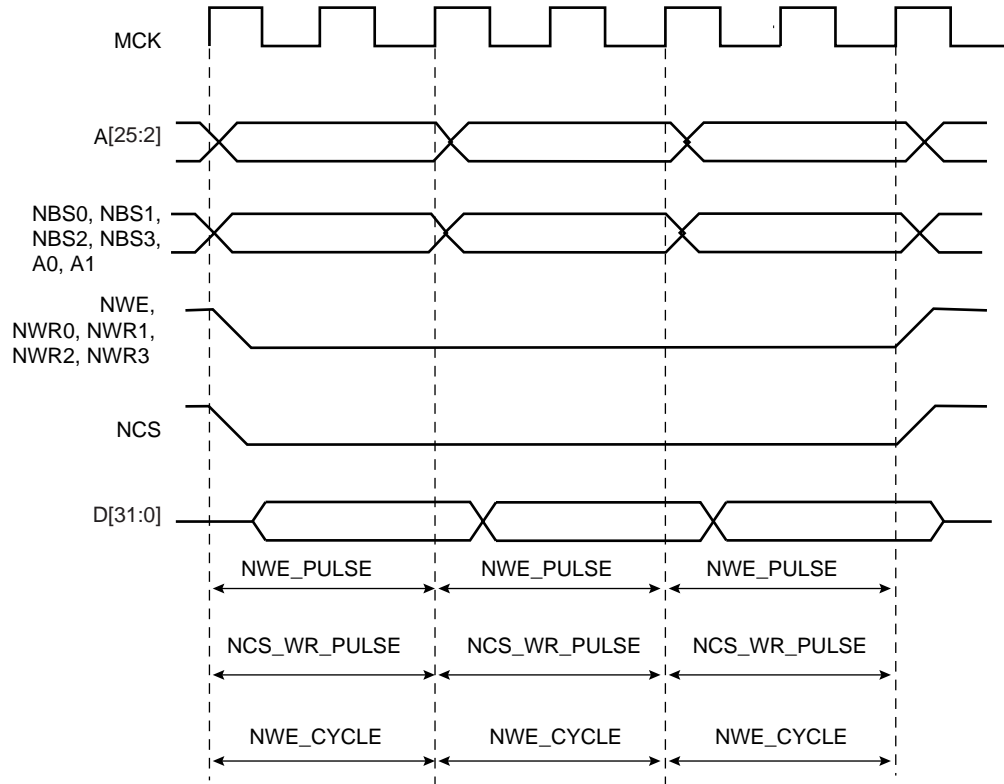 MCK
A[25:2]
NBS0, NBS1,
NBS2, NBS3,
A0, A1
NWE,
NWR0, NWR1,
NWR2, NWR3
NCS
D[31:0]
NWE_PULSE NWE_PULSE NWE_PULSE
NCS_WR_PULSE NCS_WR_PULSE NCS_WR_PULSE
NWE_CYCLE NWE_CYCLE NWE_CYCLE